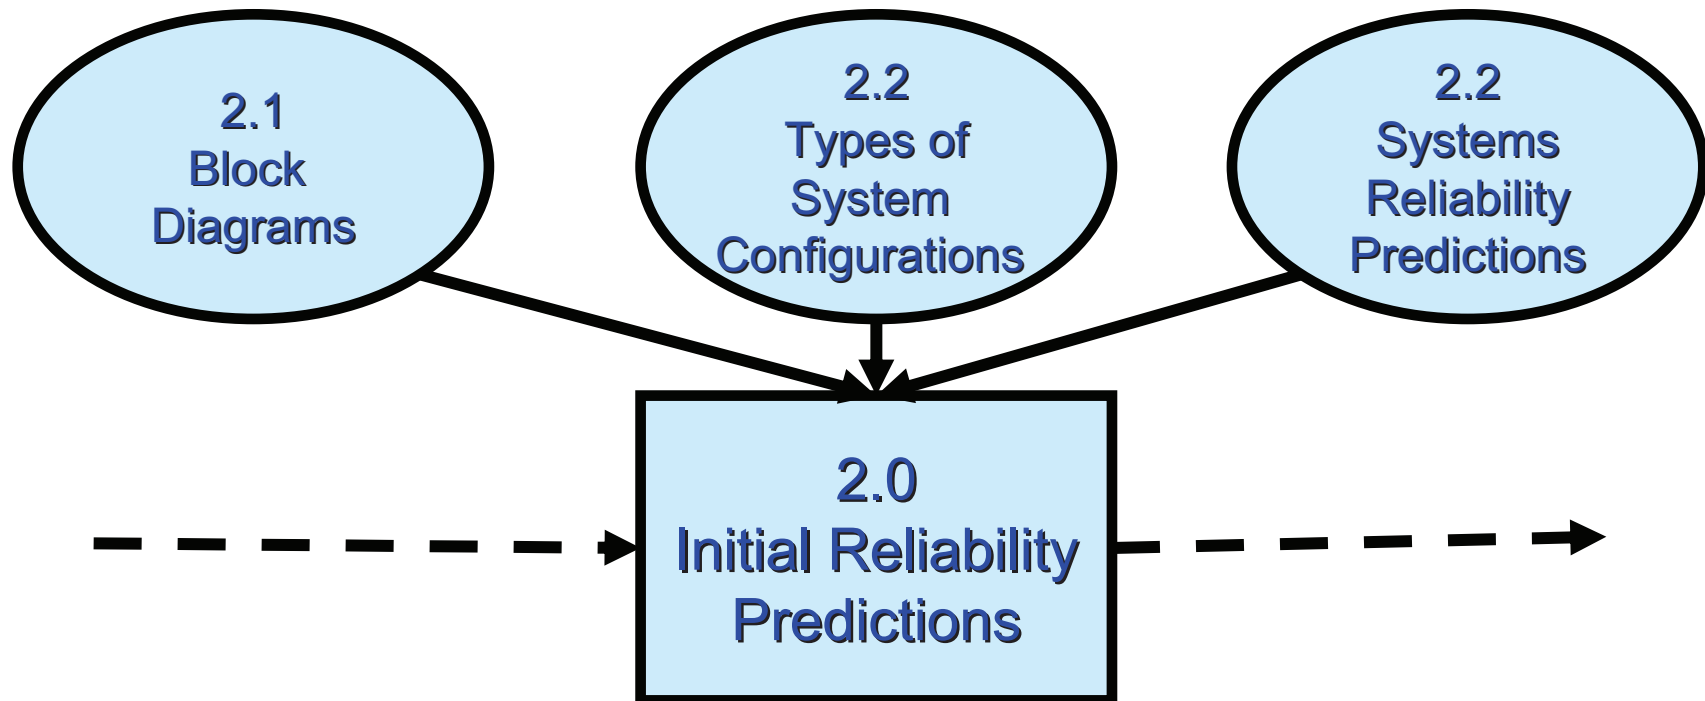 2.1
Block
Diagrams
2.2
Types of
System
Configurations
2.2
Systems
Reliability
Predictions
2.0
Initial Reliability
Predictions